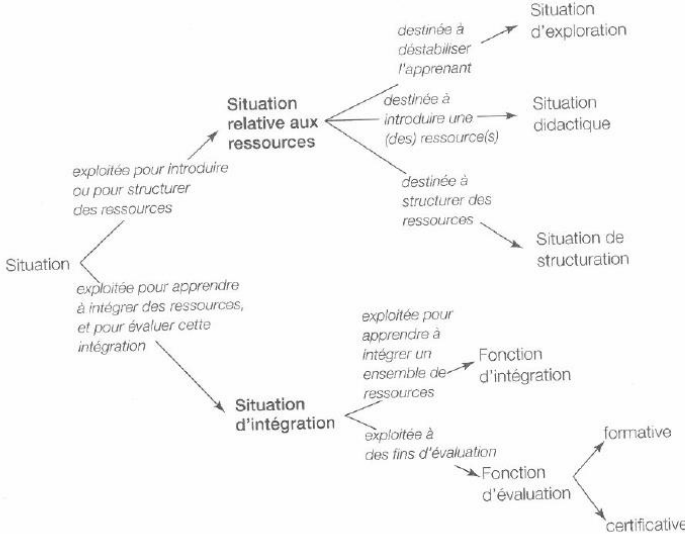 Situation
exploitée pour introduire
ou pour structurer
des ressources
Situation
relative aux
ressources
destinée à
déstabiliser
l'apprenant
Situation
d'exploration
destinée à
introduire une
(des) ressource(s)
Situation
didactique
destinée à
structurer des
ressources
Situation de
structuration
exploitée pour apprendre
à intégrer des ressources,
et pour évaluer cette
intégration
Situation
d'intégration
exploitée pour
apprendre à
intégrer un
ensemble de
ressources
Fonction
d'intégration
exploitée à
des fins d'évaluation
Fonction
d'évaluation
formative
certificative